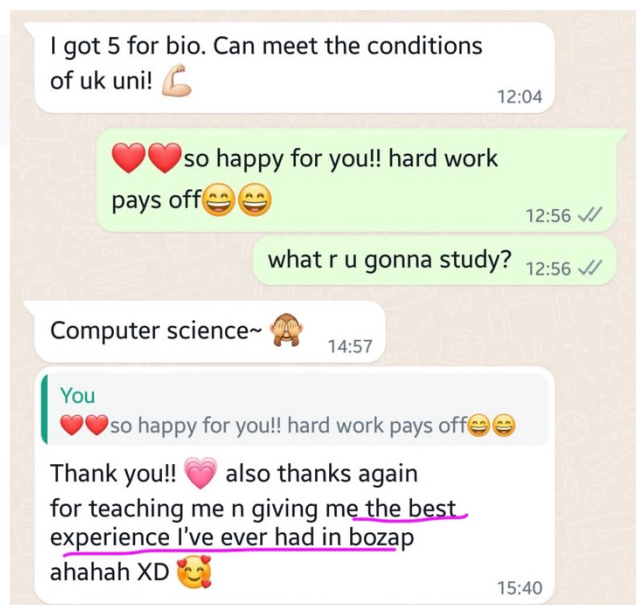 I got 5 for bio. Can meet the conditions
of uk uni! 💪🏻
12:04
❤️❤️so happy for you!! hard work
pays off😄😄
12:56
what r u gonna study?
12:56
Computer science~ 🙈
14:57
You
❤️❤️so happy for you!! hard work pays off😄😄
Thank you!! 💗 also thanks again
for teaching me n giving me the best
experience I've ever had in bozap
ahahah XD 🥰
15:40